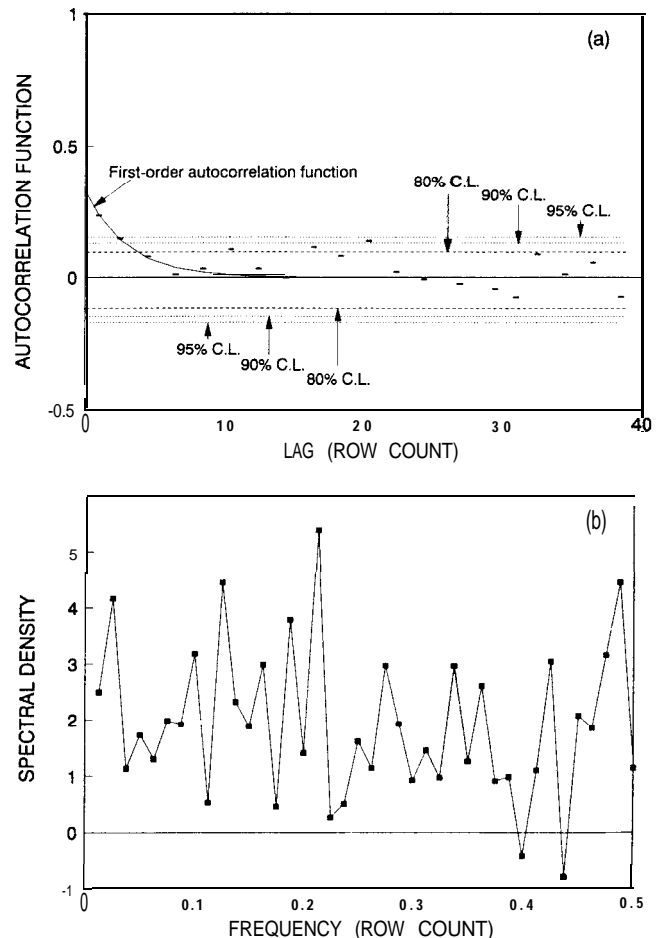 1
(a)
AUTOCORRELATION FUNCTION
First-order autocorrelation function
0.5
80% C.L.
90% C.L.
95% C.L.
0
95% C.L.
90% C.L.
80% C.L.
-0.5
0 10 20 30 40
LAG (ROW COUNT)
(b)
SPECTRAL DENSITY
5
4
3
2
1
0
-1
0 0.1 0.2 0.3 0.4 0.5
FREQUENCY (ROW COUNT)